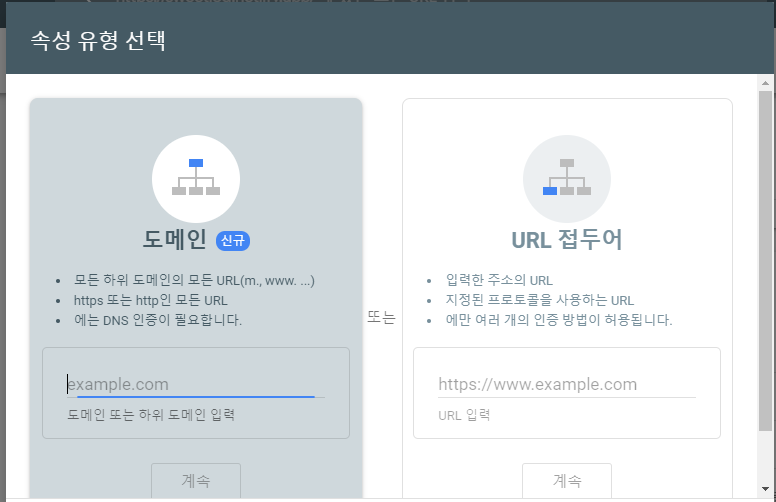 속성 유형 선택
도메인 신규
모든 하위 도메인의 모든 URL(m., www. ...)
https 또는 http인 모든 URL
에는 DNS 인증이 필요합니다.
example.com
도메인 또는 하위 도메인 입력
계속
또는
URL 접두어
입력한 주소의 URL
지정된 프로토콜을 사용하는 URL
에만 여러 개의 인증 방법이 허용됩니다.
https://www.example.com
URL 입력
계속